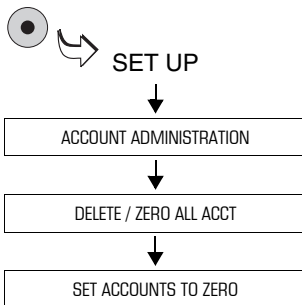 SET UP
ACCOUNT ADMINISTRATION
DELETE / ZERO ALL ACCT
SET ACCOUNTS TO ZERO